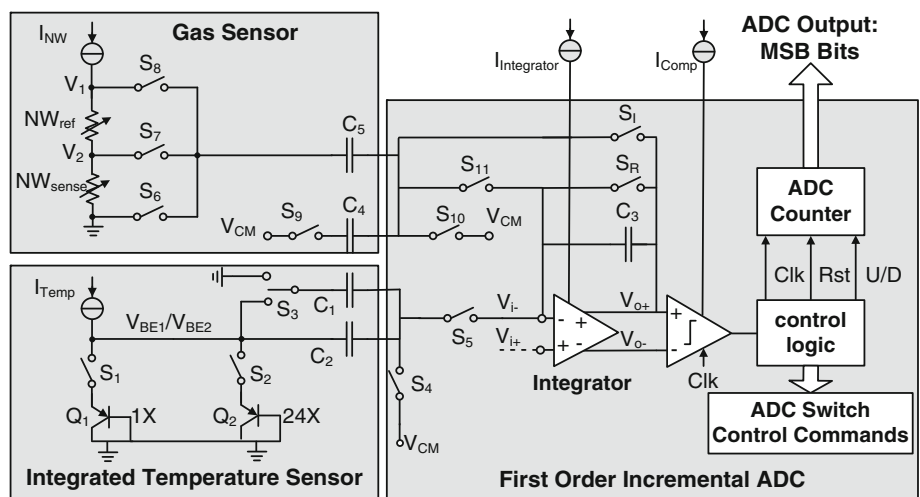 Gas Sensor
I_NW
V_1
S_8
NW_ref
S_7
V_2
NW_sense
S_6
C_5
S_9
C_4
V_CM
I_Integrator
I_Comp
ADC Output:
MSB Bits
S_I
S_11
S_R
S_10
V_CM
C_3
ADC
Counter
Clk
Rst
U/D
I_Temp
S_3
C_1
V_BE1/V_BE2
C_2
S_1
S_2
Q_1
1X
Q_2
24X
S_4
V_CM
S_5
V_i-
V_i+
- +
+ -
V_o+
V_o-
+
-
Integrator
Clk
control
logic
ADC Switch
Control Commands
Integrated Temperature Sensor
First Order Incremental ADC